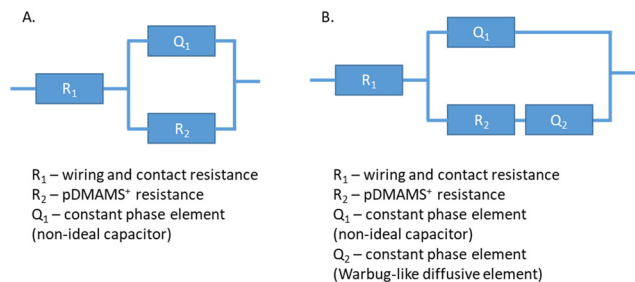 A.
Q₁
R₁
R₂
R₁ – wiring and contact resistance
R₂ – pDMAMS⁺ resistance
Q₁ – constant phase element
(non-ideal capacitor)
B.
Q₁
R₁
R₂ Q₂
R₁ – wiring and contact resistance
R₂ – pDMAMS⁺ resistance
Q₁ – constant phase element
(non-ideal capacitor)
Q₂ – constant phase element
(Warbug-like diffusive element)